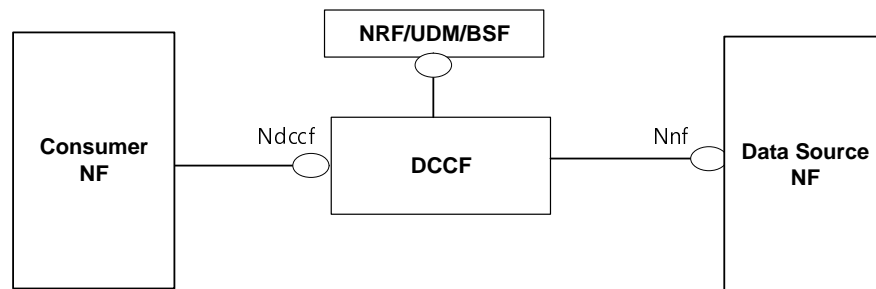 NRF/UDM/BSF
Consumer
NF
Ndccf
DCCF
Nnf
Data Source
NF